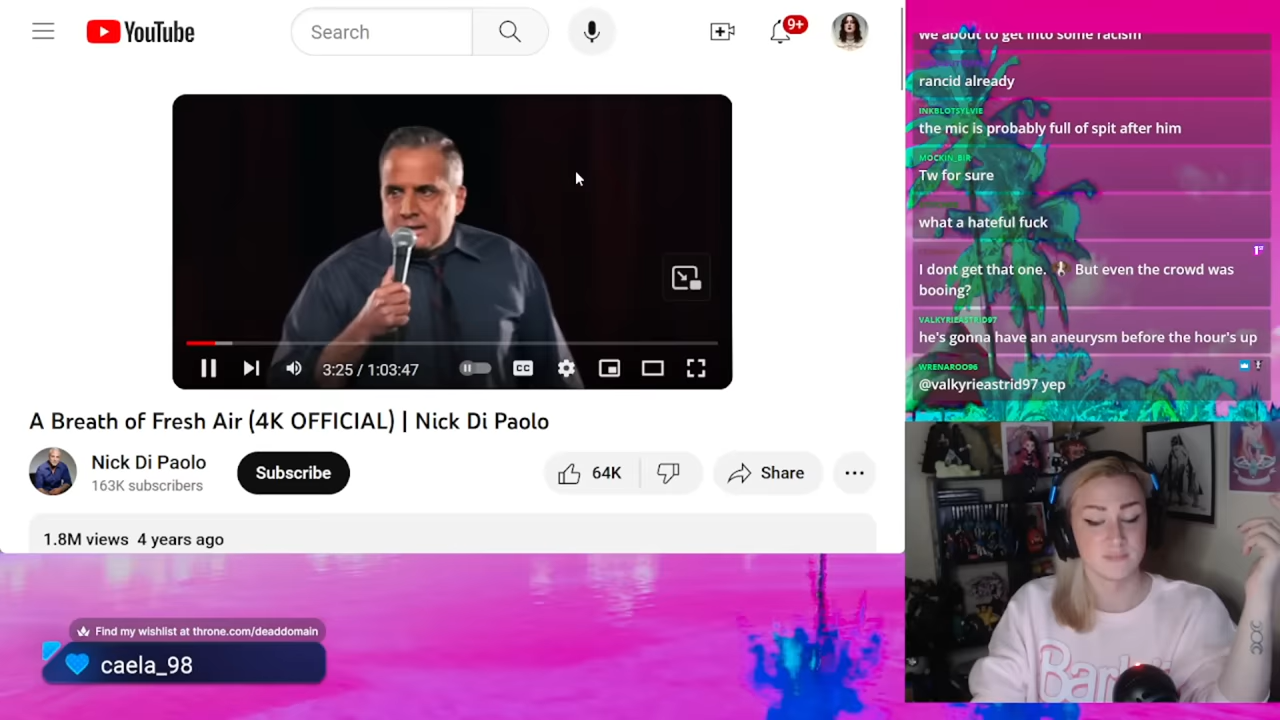 YouTube
Search
9+
3:25 / 1:03:47
CC
A Breath of Fresh Air (4K OFFICIAL) | Nick Di Paolo
Nick Di Paolo
163K subscribers
Subscribe
64K
Share
1.8M views 4 years ago
Find my wishlist at throne.com/deaddomain
caela_98
we about to get into some racism
rancid already
INKBLOTSYLVIE
the mic is probably full of spit after him
MOCKIN_BIR
Tw for sure
what a hateful fuck
I dont get that one. But even the crowd was
booing?
VALKYRIEASTRID97
he's gonna have an aneurysm before the hour's up
WRENAROO96
@valkyrieastrid97 yep